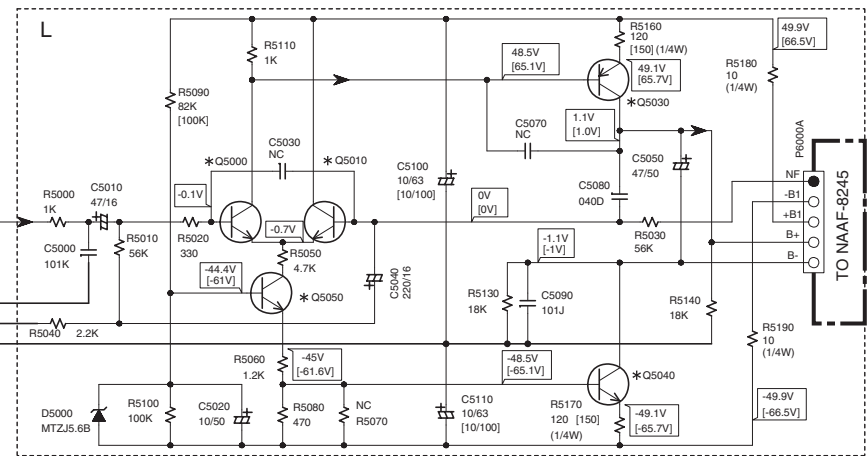 L
R5110
1K
R5090
82K
[100K]
C5030
NC
*Q5000
*Q5010
-0.1V
R5000
1K
C5010
47/16
C5000
101K
R5010
56K
R5020
330
-0.7V
R5050
4.7K
-44.4V
[-61V]
*Q5050
C5040
220/16
R5040
2.2K
R5060
1.2K
-45V
[-61.6V]
D5000
MTZJ5.6B
R5100
100K
C5020
10/50
R5080
470
NC
R5070
C5100
10/63
[10/100]
C5110
10/63
[10/100]
48.5V
[65.1V]
R5160
120
[150] (1/4W)
49.1V
[65.7V]
*Q5030
C5070
NC
1.1V
[1.0V]
C5050
47/50
C5080
040D
0V
[0V]
R5030
56K
-1.1V
[-1V]
R5130
18K
C5090
101J
R5140
18K
-48.5V
[-65.1V]
*Q5040
R5170
120 [150]
(1/4W)
-49.1V
[-65.7V]
49.9V
[66.5V]
R5180
10
(1/4W)
P6000A
NF
-B1
+B1
B+
B-
TO NAAF-8245
R5190
10
(1/4W)
-49.9V
[-66.5V]